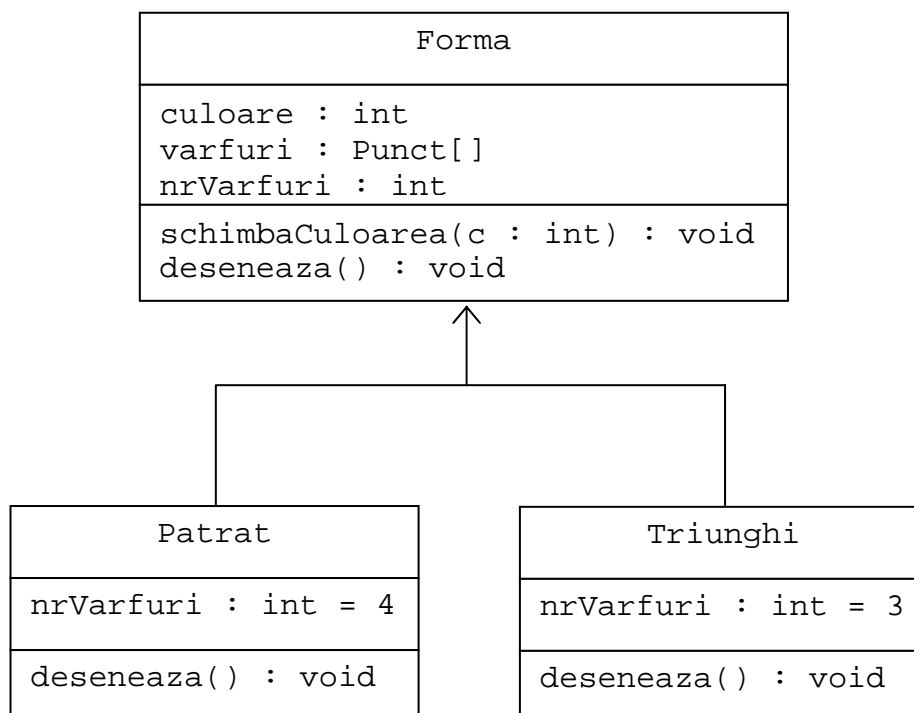 Forma
culoare : int
varfuri : Punct[]
nrVarfuri : int
schimbaCuloarea(c : int) : void
deseneaza() : void
Patrat
nrVarfuri : int = 4
deseneaza() : void
Triunghi
nrVarfuri : int = 3
deseneaza() : void